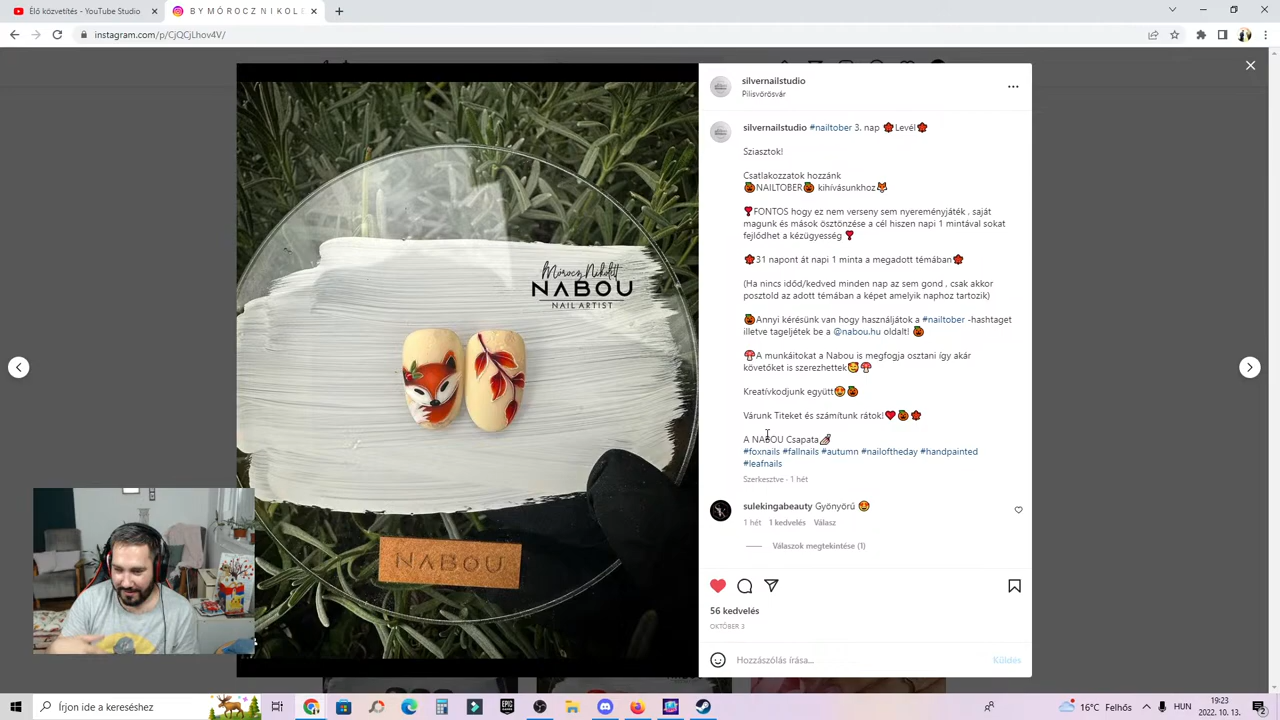 Élő közvetítés - YouTube Studio
B Y M Ó R O C Z N I K O L E
instagram.com/p/CjQCjLhov4V/
silvernailstudio
Pilisvörösvár
silvernailstudio #nailtober 3. nap 🍁Levél🍁
Sziasztok!
Csatlakozzatok hozzánk
🎃NAILTOBER🎃 kihívásunkhoz🦊
❣️FONTOS hogy ez nem verseny sem nyereményjáték , saját
magunk és mások ösztönzése a cél hiszen napi 1 mintával sokat
fejlődhet a kézügyesség ❣️
🍁31 napont át napi 1 minta a megadott témában🍁
(Ha nincs időd/kedved minden nap az sem gond , csak akkor
posztold az adott témában a képet amelyik naphoz tartozik)
🎃Annyi kérésünk van hogy használjátok a #nailtober -hashtaget
illetve tageljétek be a @nabou.hu oldalt! 🎃
🍄A munkáitokat a Nabou is megfogja osztani így akár
követőket is szerezhettek🥰🍄
Kreatívkodjunk együtt🥰🎃
Várunk Titeket és számítunk rátok!❤️🎃🍁
A NABOU Csapata💅
#foxnails #fallnails #autumn #nailoftheday #handpainted
#leafnails
Szerkesztve · 1 hét
sulekingabeauty Gyönyörű 😍
1 hét 1 kedvelés Válasz
Válaszok megtekintése (1)
56 kedvelés
OKTÓBER 3
Hozzászólás írása...
Küldés
Mórocz Nikolett
NABOU
NAIL ARTIST
NABOU
Írjon ide a kereséshez
16°C Felhős
HUN
19:23
2022. 10. 13.
2